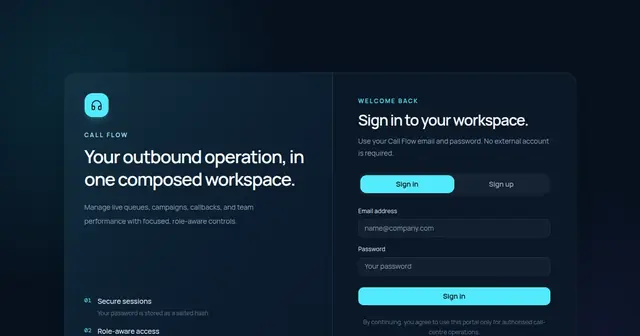 CALL FLOW
Your outbound operation, in
one composed workspace.
Manage live queues, campaigns, callbacks, and team
performance with focused, role-aware controls.
01 Secure sessions
Your password is stored as a salted hash
02 Role-aware access
WELCOME BACK
Sign in to your workspace.
Use your Call Flow email and password. No external account
is required.
Sign in
Sign up
Email address
name@company.com
Password
Your password
Sign in
By continuing, you agree to use this portal only for authorised call-
centre operations.